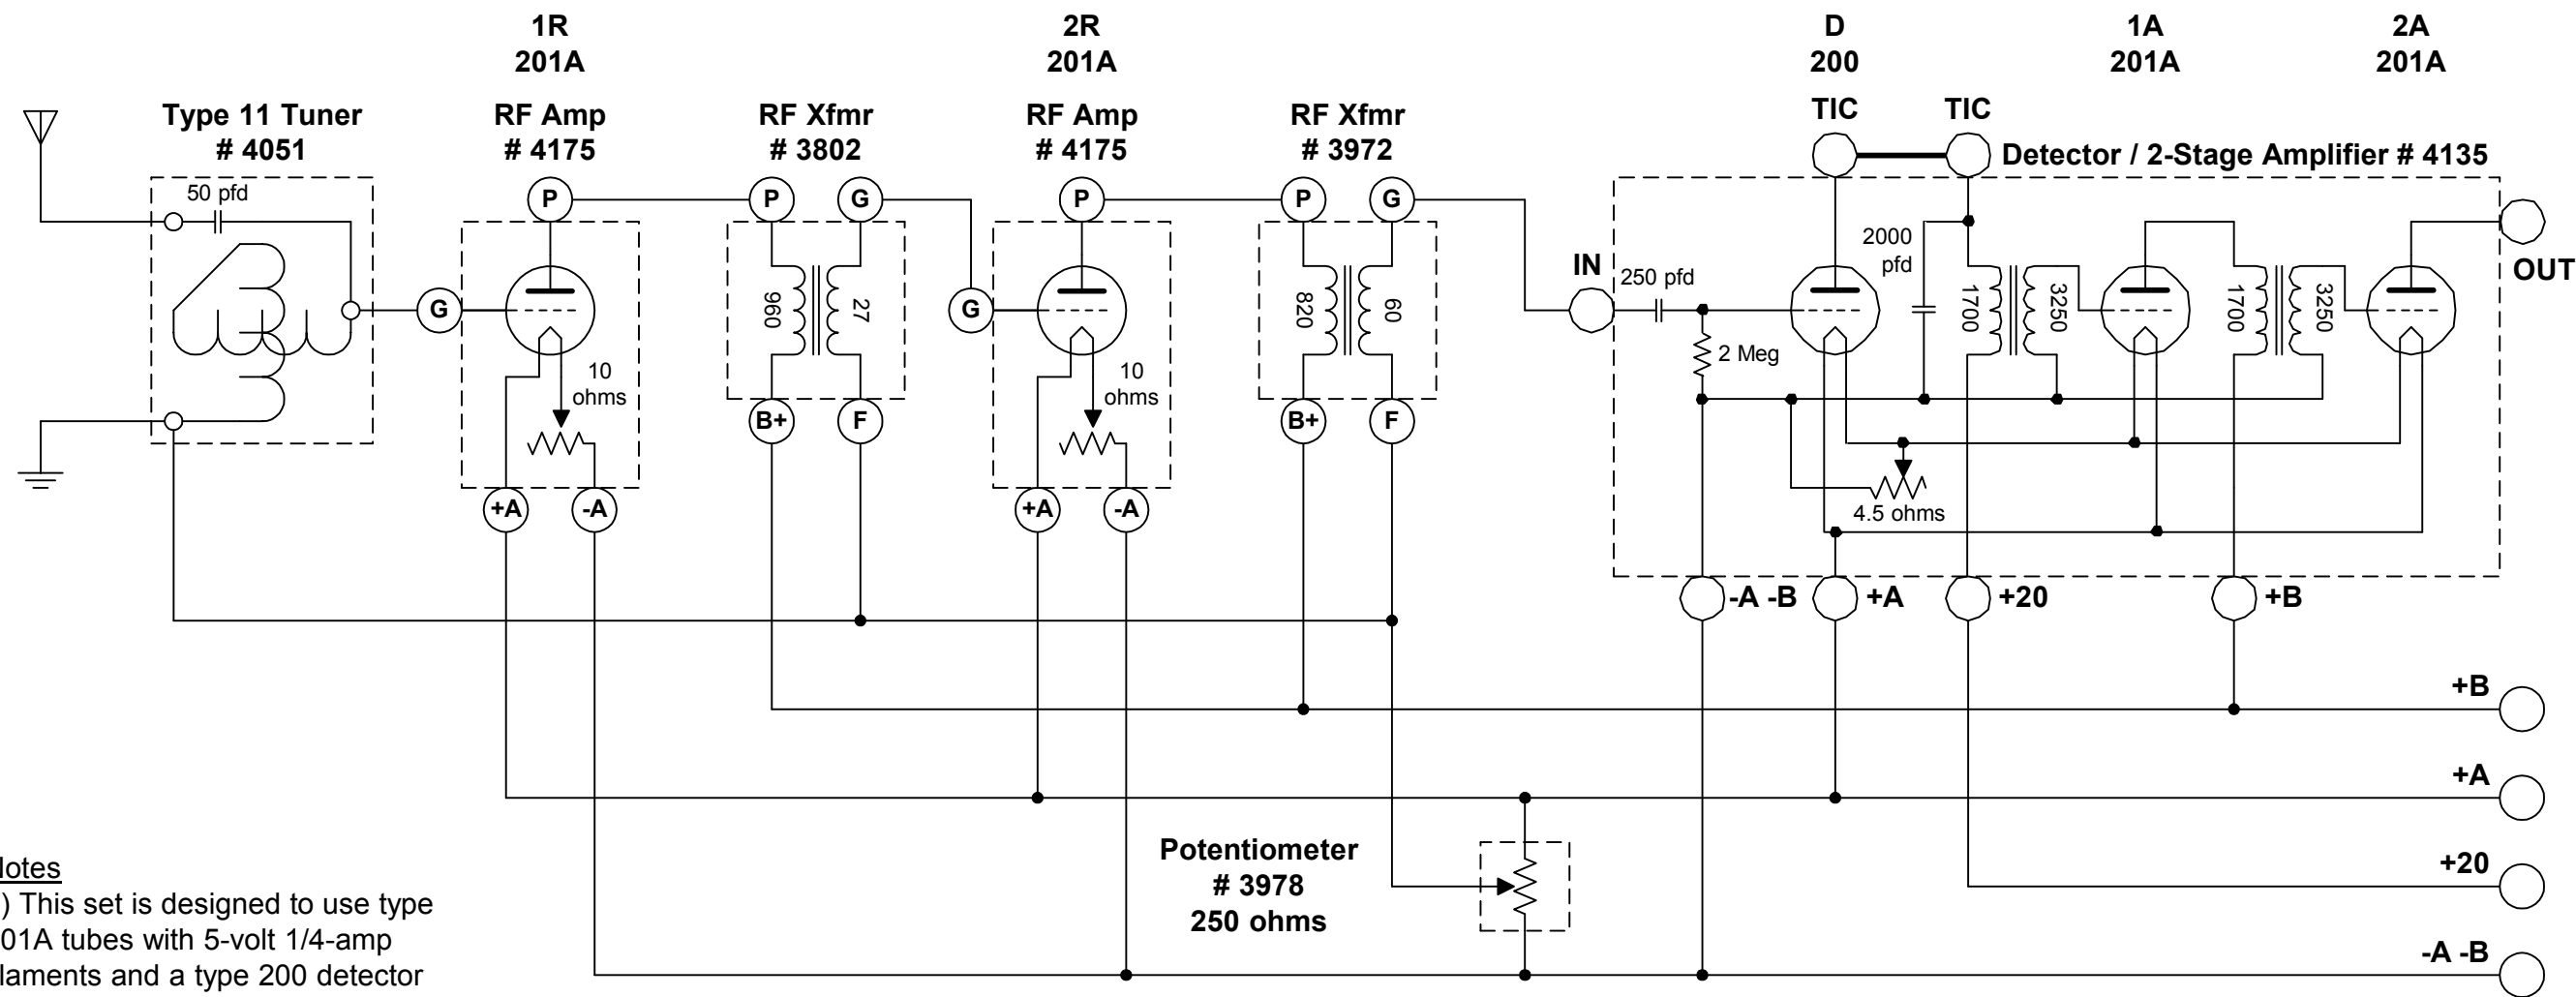 1R
201A
2R
201A
D
200
1A
201A
2A
201A
Type 11 Tuner
# 4051
RF Amp
# 4175
RF Xfmr
# 3802
RF Amp
# 4175
RF Xfmr
# 3972
TIC
TIC
Detector / 2-Stage Amplifier # 4135
50 pfd
P
P
G
P
P
G
G
G
960
27
820
60
10
ohms
10
ohms
B+
F
B+
F
+A
-A
+A
-A
IN
250 pfd
2 Meg
2000
pfd
1700
3250
1700
3250
OUT
4.5 ohms
-A -B
+A
+20
+B
+B
+A
+20
-A -B
Potentiometer
# 3978
250 ohms
otes
) This set is designed to use type
01A tubes with 5-volt 1/4-amp
laments and a type 200 detector